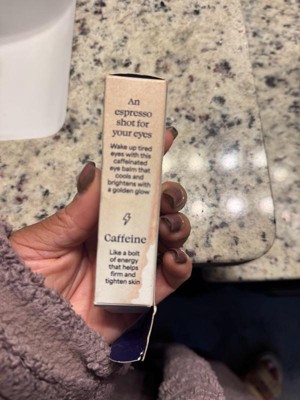 An
espresso
shot for
your eyes
Wake up tired
eyes with this
caffeinated
eye balm that
cools and
brightens with
a golden glow
Caffeine
Like a bolt
of energy
that helps
firm and
tighten skin